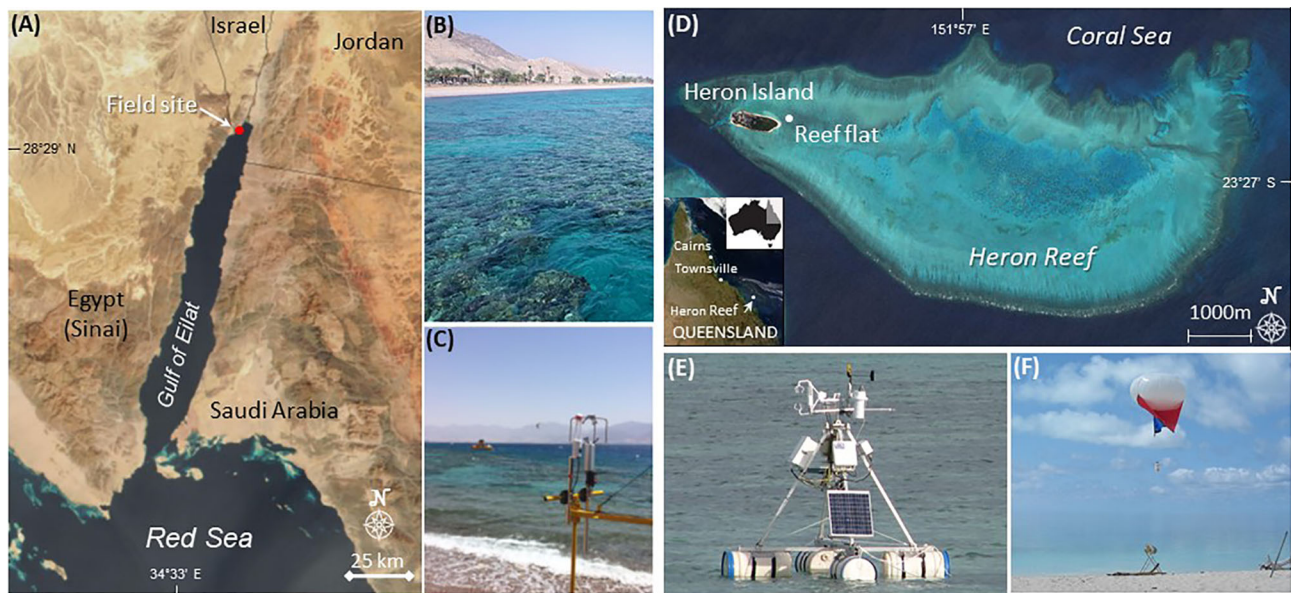 (A)
Israel
Jordan
Field site
28°29' N
Egypt
(Sinai)
Gulf of Eilat
Saudi Arabia
Red Sea
N
25 km
34°33' E
(B)
(C)
(D)
151°57' E
Coral Sea
Heron Island
Reef flat
23°27' S
Cairns
Townsville
Heron Reef
QUEENSLAND
Heron Reef
N
1000m
(E)
(F)